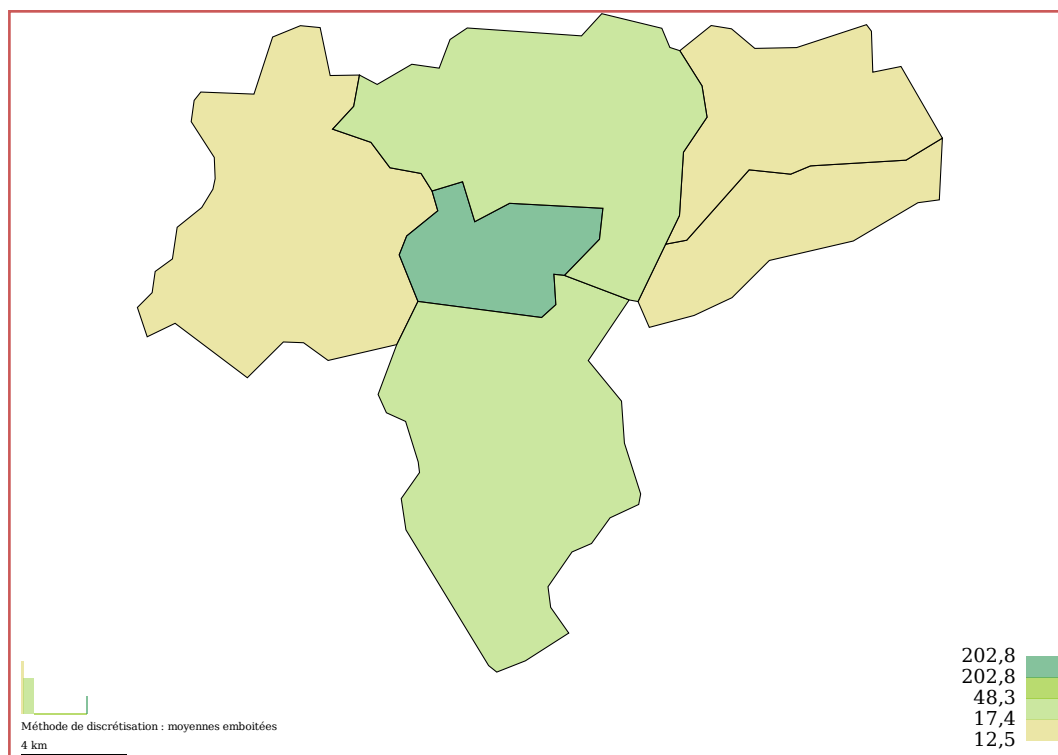 202,8
202,8
48,3
17,4
12,5
Méthode de discrétisation : moyennes emboitées
4 km